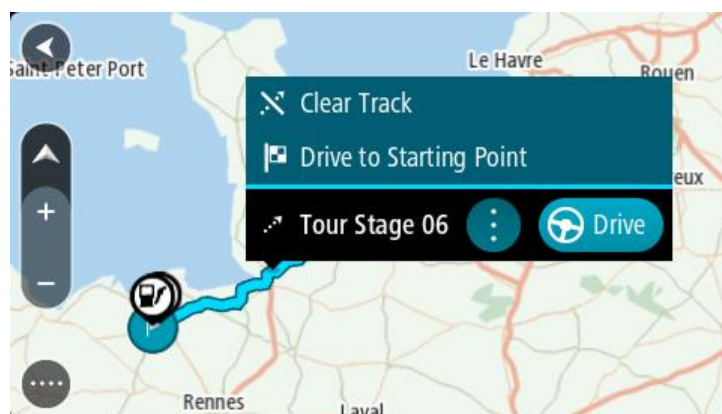 Saint Peter Port
Le Havre
Rouen
Clear Track
Drive to Starting Point
eux
Tour Stage 06
Drive
+
−
Rennes
Laval